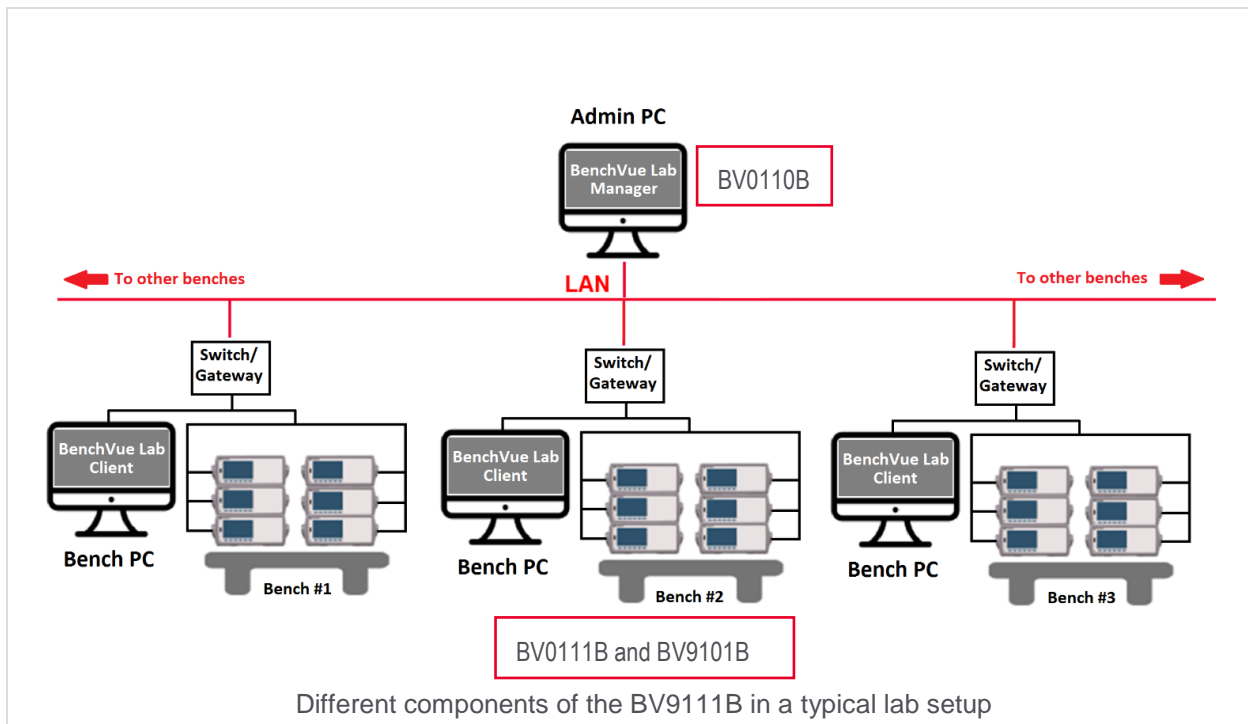 Admin PC
BenchVue Lab
Manager
BV0110B
To other benches
LAN
To other benches
Switch/
Gateway
Switch/
Gateway
Switch/
Gateway
BenchVue Lab
Client
BenchVue Lab
Client
BenchVue Lab
Client
Bench PC
Bench #1
Bench PC
Bench #2
Bench PC
Bench #3
BV0111B and BV9101B
Different components of the BV9111B in a typical lab setup